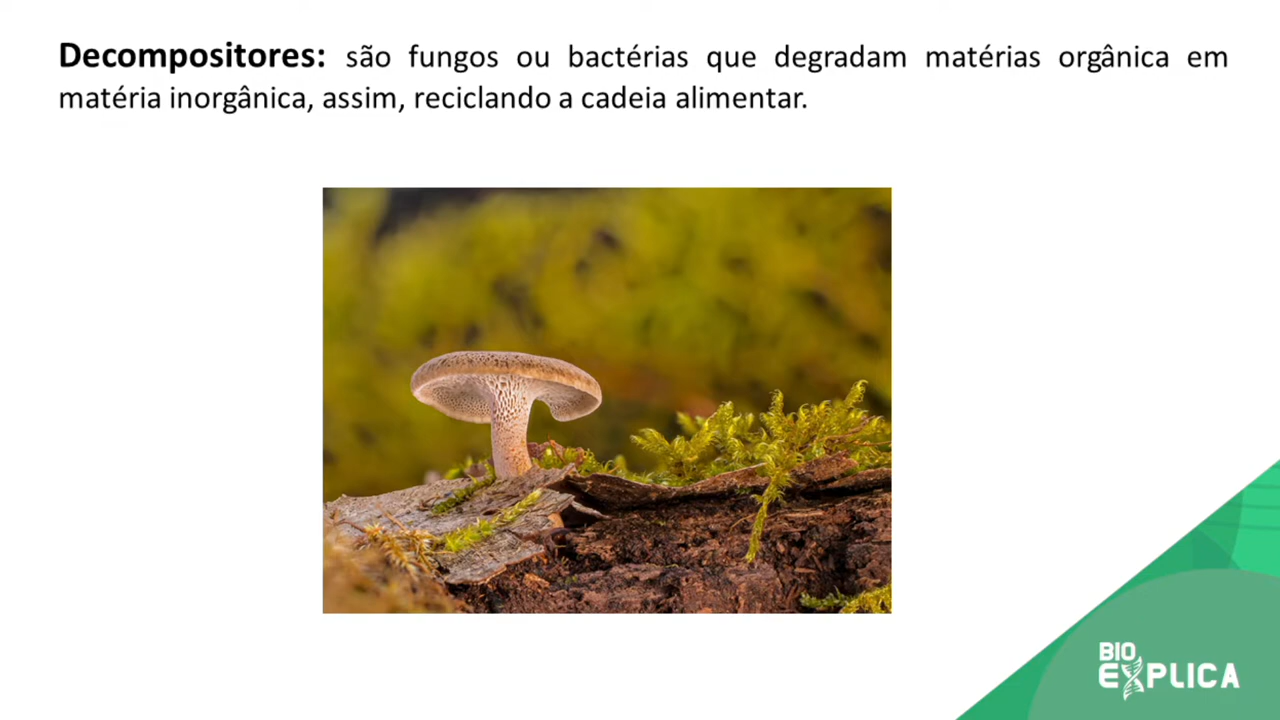 Decompositores: são fungos ou bactérias que degradam matérias orgânica em
matéria inorgânica, assim, reciclando a cadeia alimentar.
BIO
EXPLICA